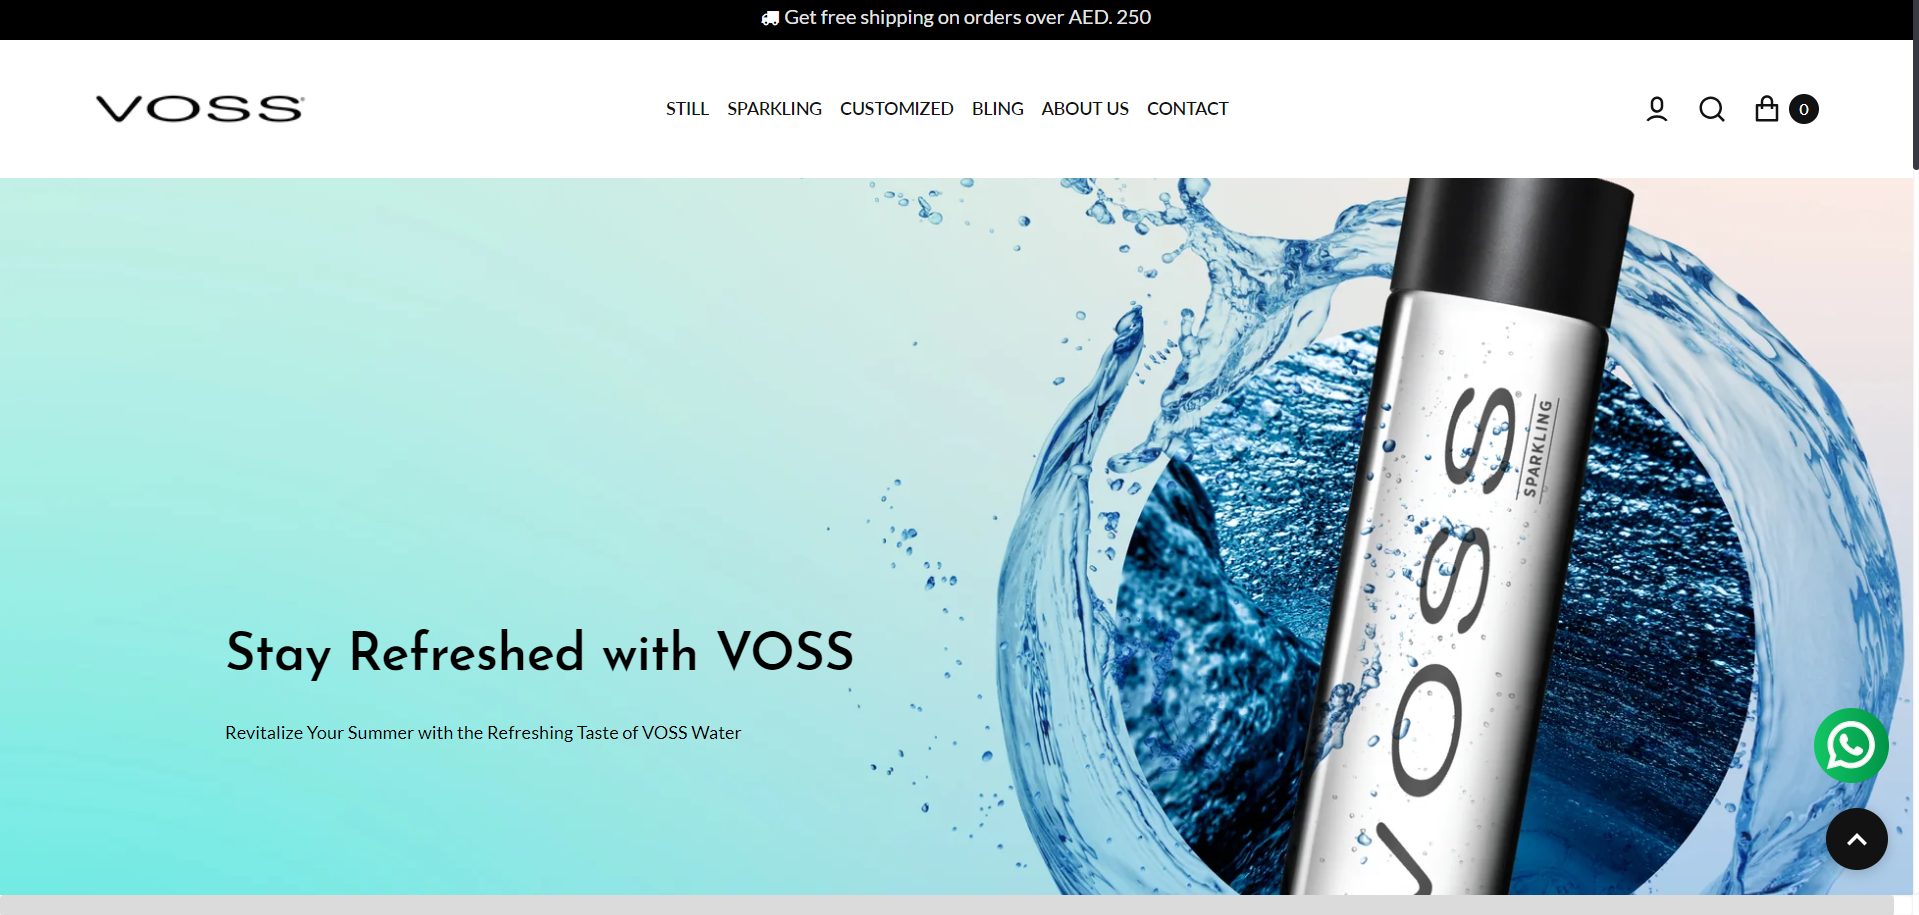 Get free shipping on orders over AED. 250
VOSS
STILL SPARKLING CUSTOMIZED BLING ABOUT US CONTACT
0
VOSS
SPARKLING
Stay Refreshed with VOSS
Revitalize Your Summer with the Refreshing Taste of VOSS Water